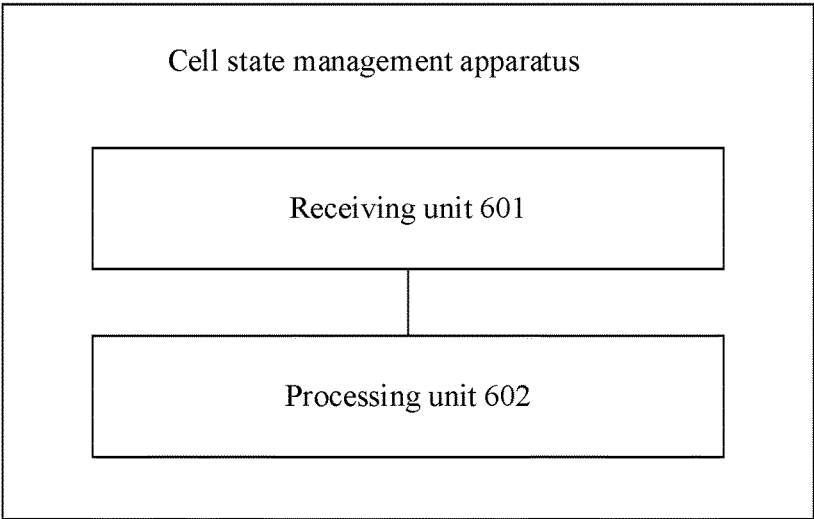 Cell state management apparatus
Receiving unit 601
Processing unit 602